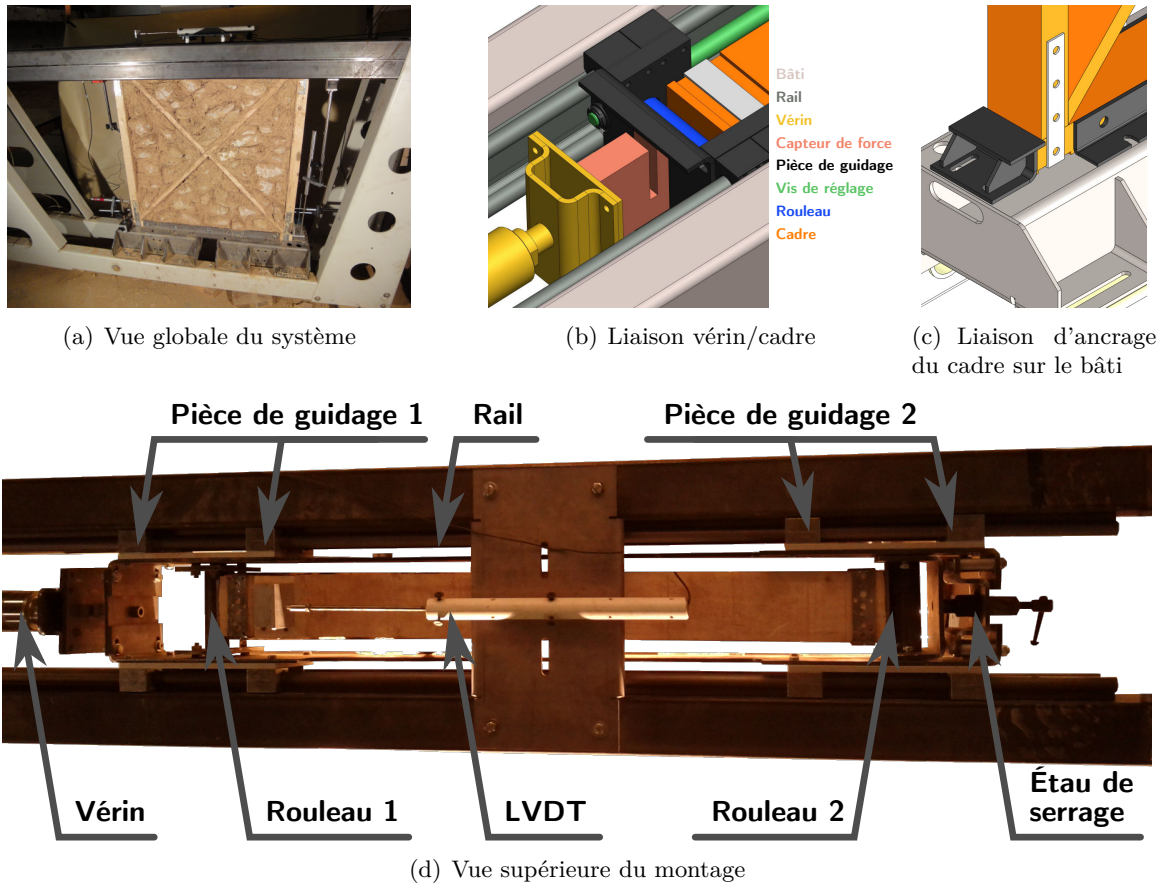 Bâti
Rail
Vérin
Capteur de force
Pièce de guidage
Vis de réglage
Rouleau
Cadre
(a) Vue globale du système
(b) Liaison vérin/cadre
(c) Liaison d'ancrage
du cadre sur le bâti
Pièce de guidage 1
Rail
Pièce de guidage 2
Vérin
Rouleau 1
LVDT
Rouleau 2
Étau de
serrage
(d) Vue supérieure du montage